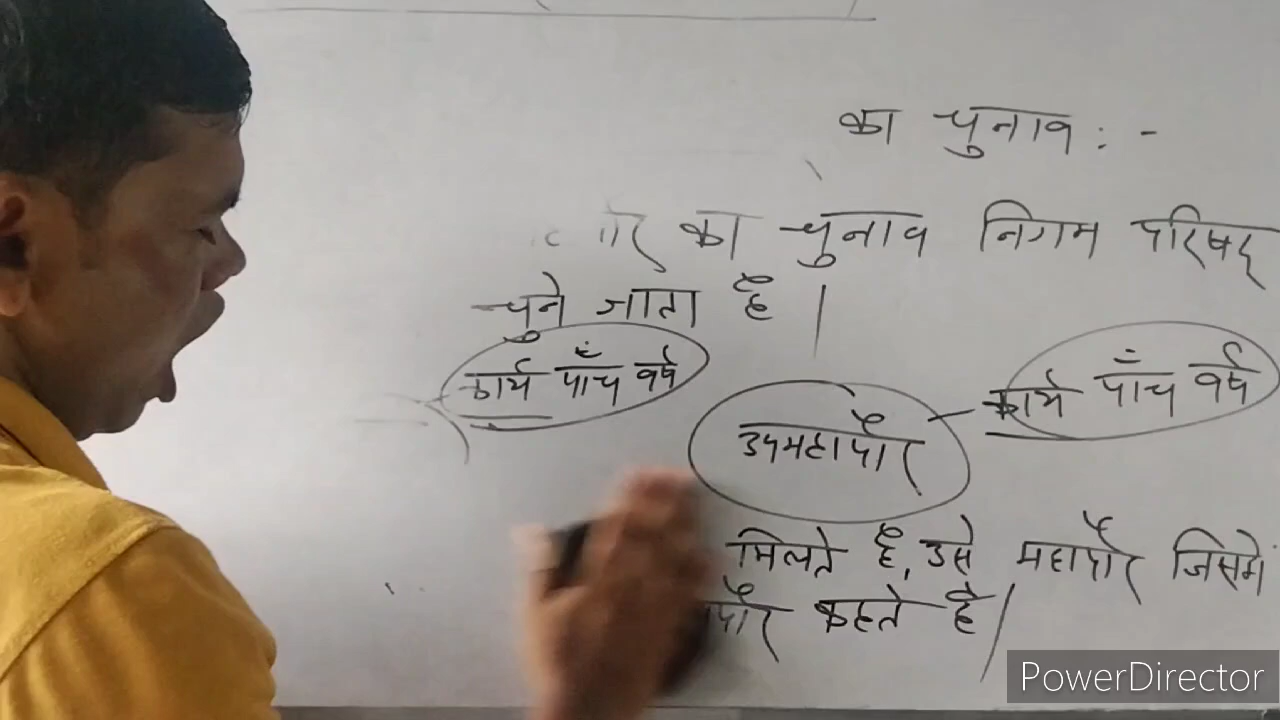 का चुनाव : -
का चुनाव निगम परिषद
चुने जाता है |
कार्य पाँच वर्ष
कार्य पाँच वर्ष
उपमहापौर
मिलते है, उसे महापौर जिसमें
पौर कहते है |
PowerDirector